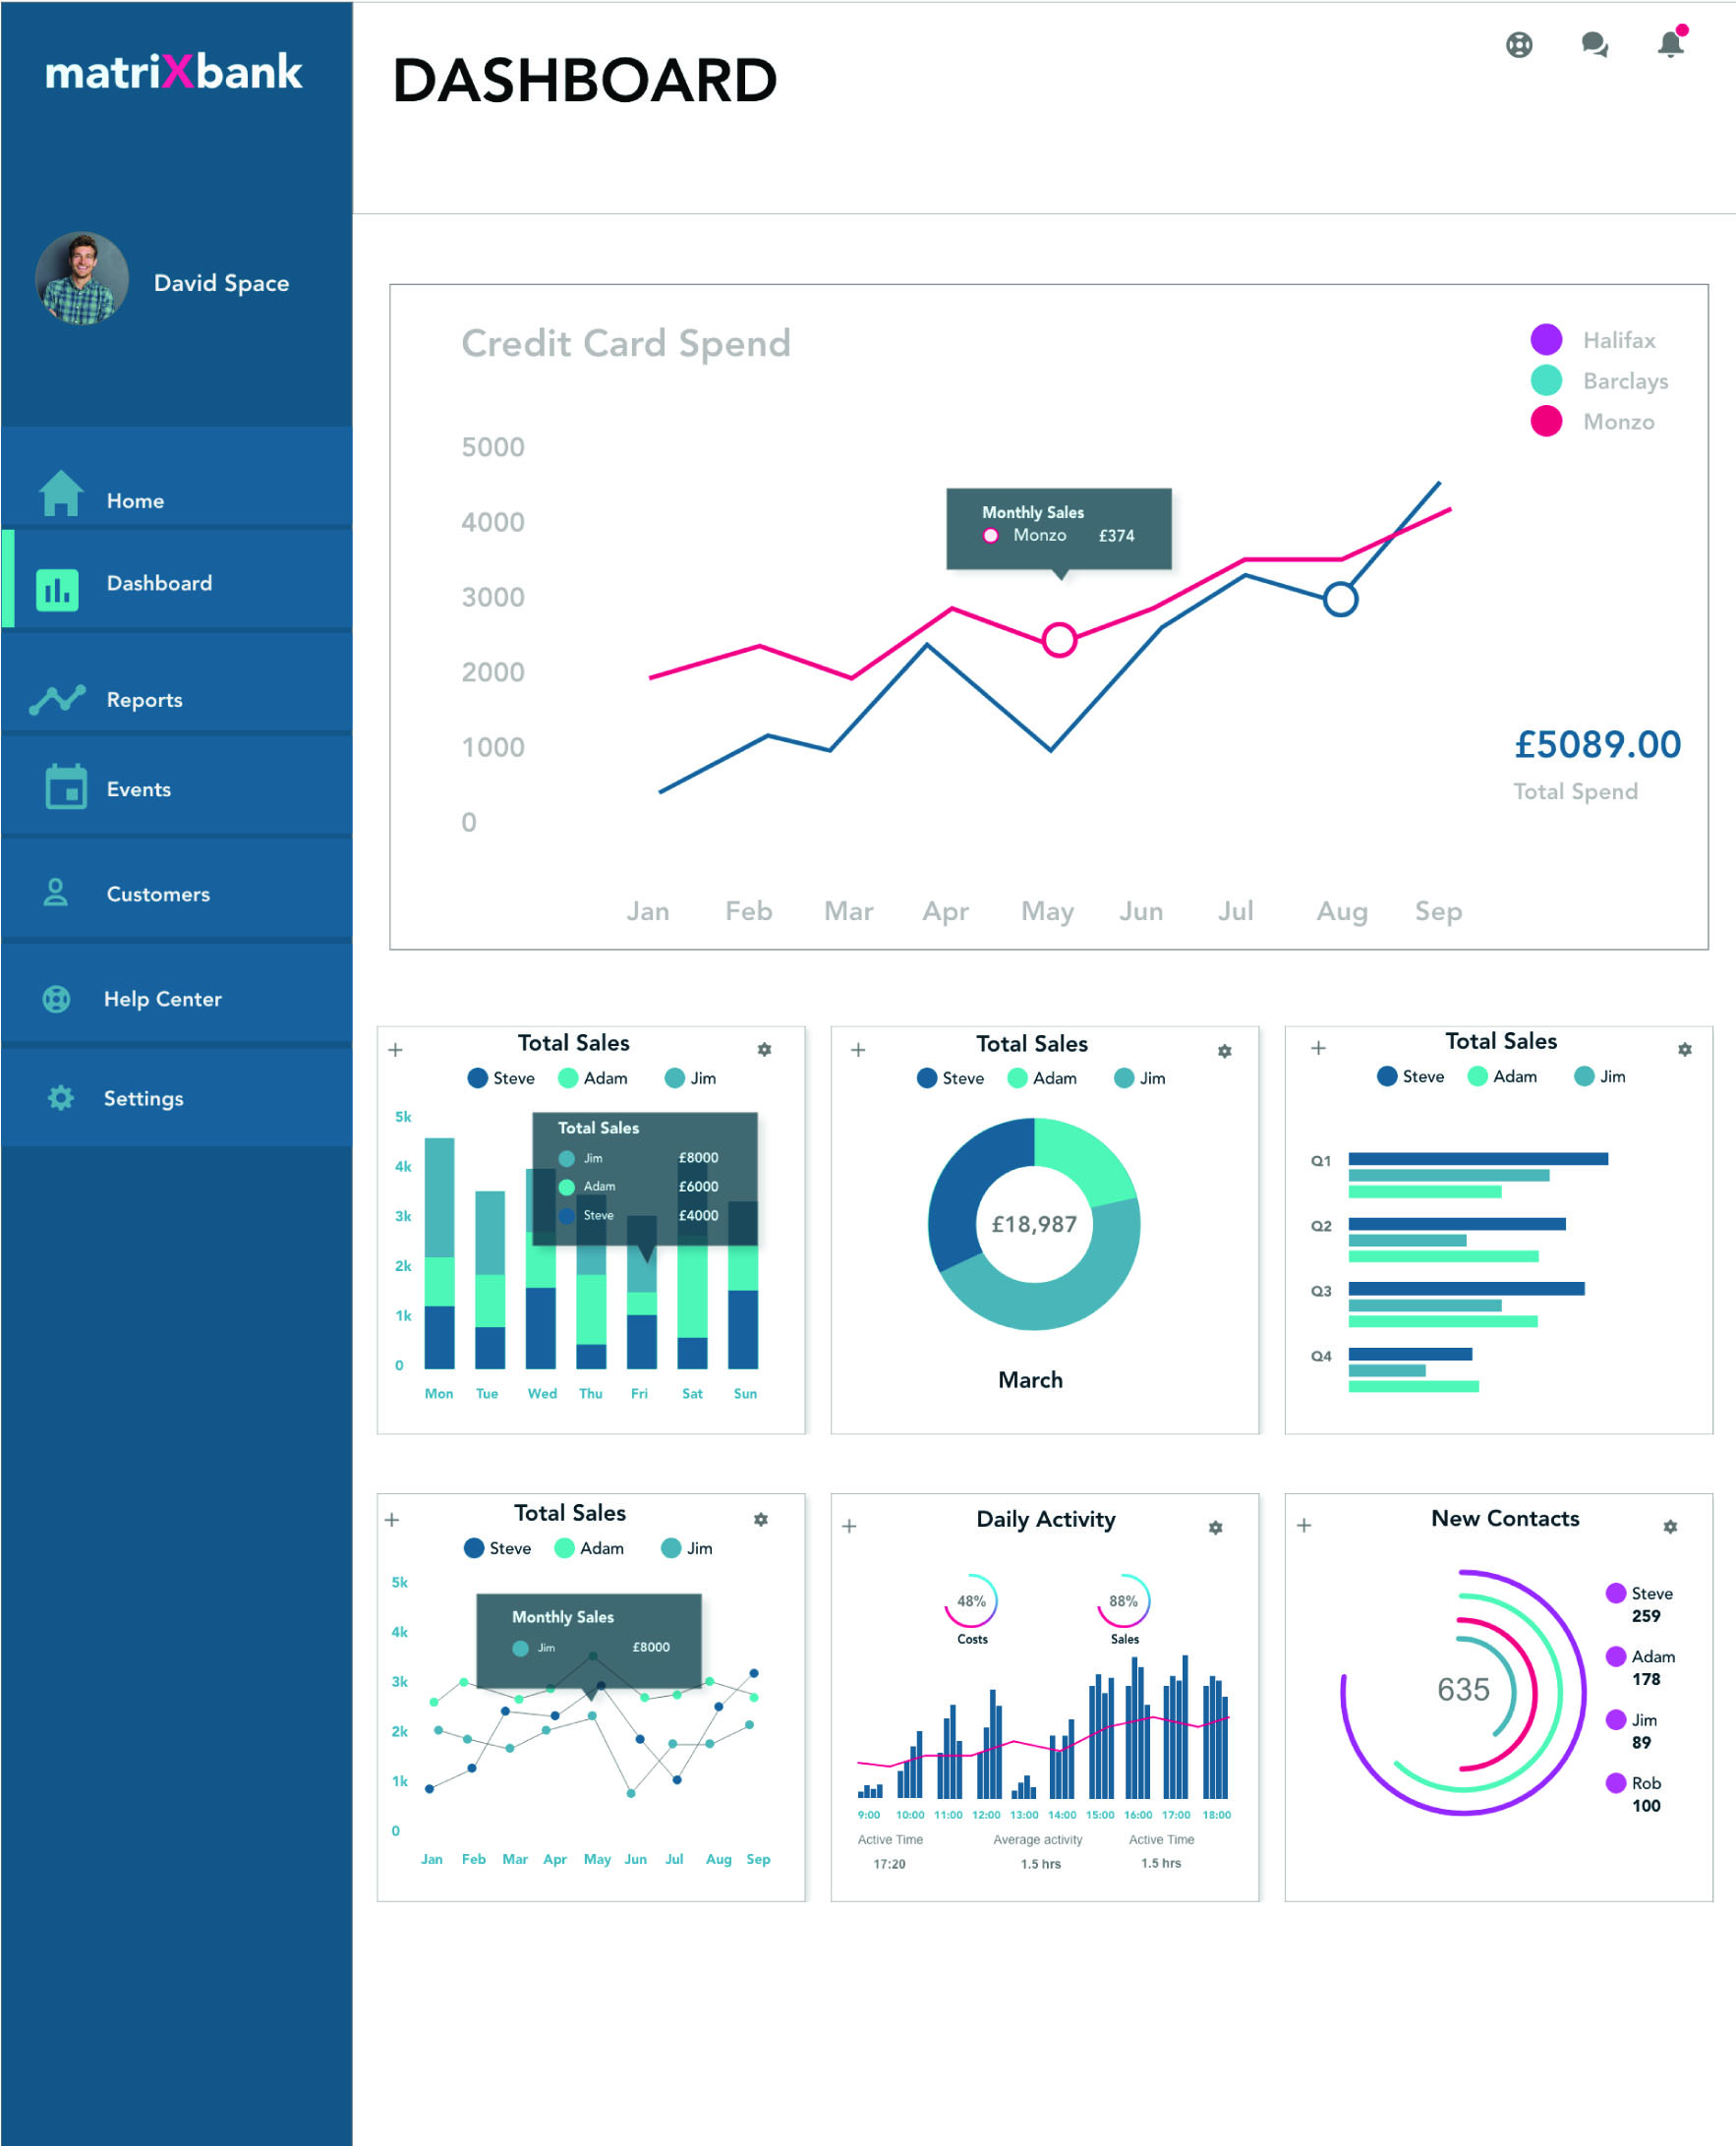 matriXbank
DASHBOARD
David Space
Home
Dashboard
Reports
Events
Customers
Help Center
Settings
Credit Card Spend
Halifax
Barclays
Monzo
5000
4000
3000
2000
1000
0
Monthly Sales
Monzo £374
£5089.00
Total Spend
Jan Feb Mar Apr May Jun Jul Aug Sep
Total Sales
Steve Adam Jim
5k
4k
3k
2k
1k
0
Total Sales
Jim £8000
Adam £6000
Steve £4000
Mon Tue Wed Thu Fri Sat Sun
Total Sales
Steve Adam Jim
£18,987
March
Total Sales
Steve Adam Jim
Q1
Q2
Q3
Q4
Total Sales
Steve Adam Jim
5k
4k
3k
2k
1k
0
Monthly Sales
Jim £8000
Jan Feb Mar Apr May Jun Jul Aug Sep
Daily Activity
48% 88%
Costs Sales
9:00 10:00 11:00 12:00 13:00 14:00 15:00 16:00 17:00 18:00
Active Time Average activity Active Time
17:20 1.5 hrs 1.5 hrs
New Contacts
635
Steve
259
Adam
178
Jim
89
Rob
100